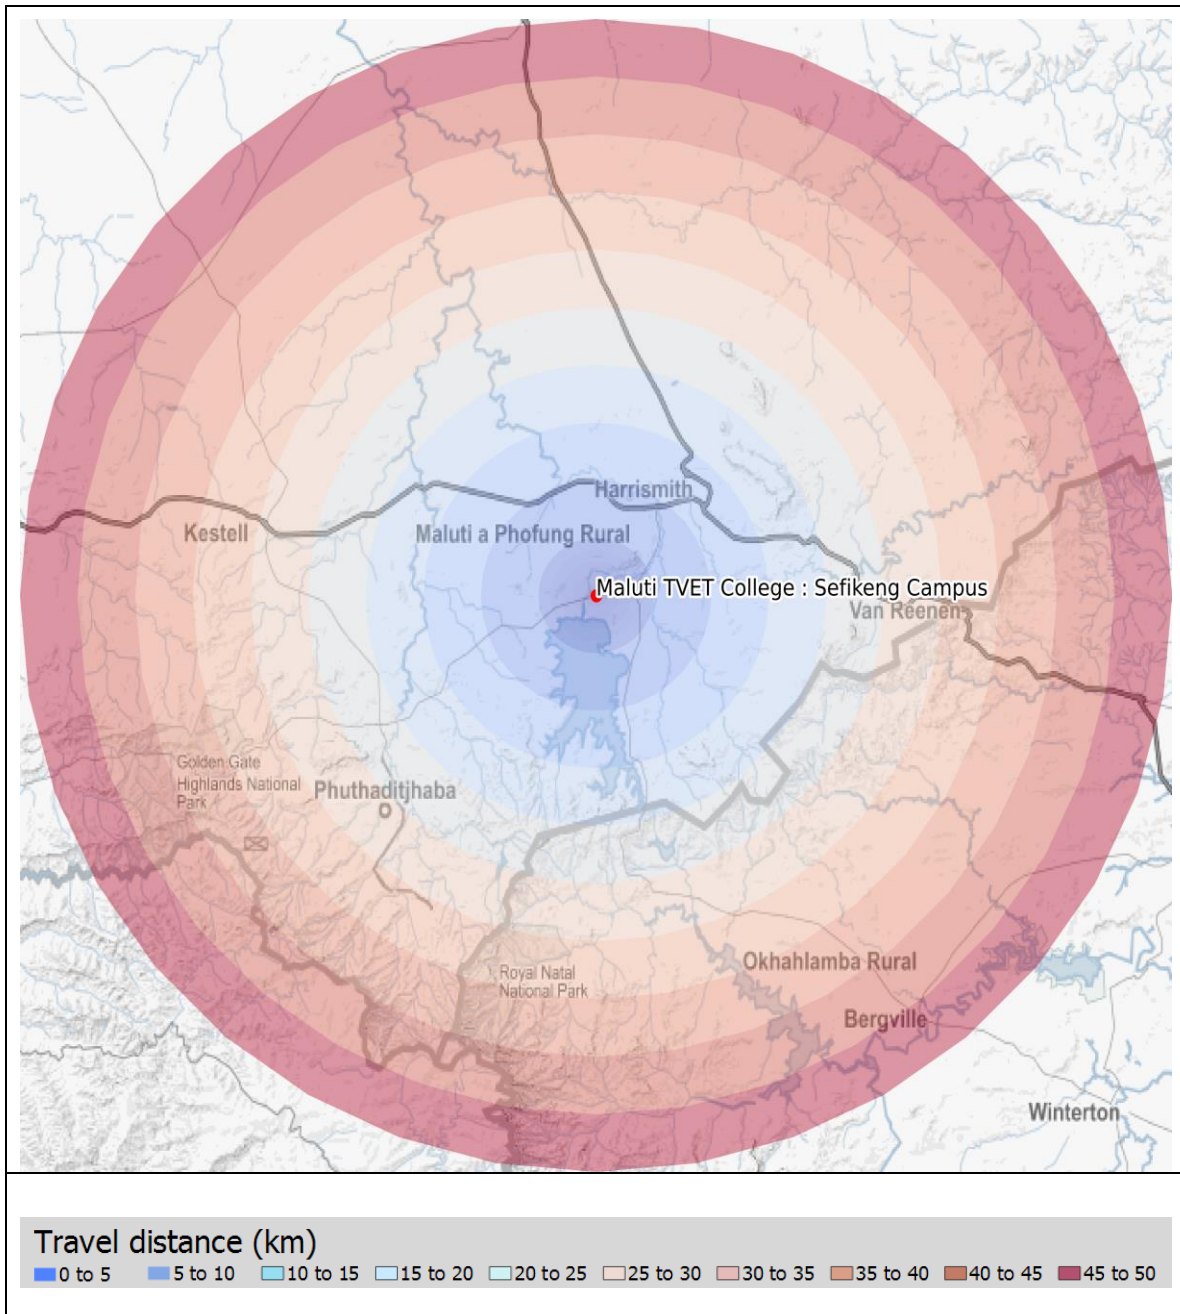 Harrismith
Kestell
Maluti a Phofung Rural
Maluti TVET College : Sefikeng Campus
Van Reenen
Golden Gate
Highlands National
Park
Phuthaditjhaba
Royal Natal
National Park
Okhahlamba Rural
Bergville
Winterton
Travel distance (km)
0 to 5 5 to 10 10 to 15 15 to 20 20 to 25 25 to 30 30 to 35 35 to 40 40 to 45 45 to 50